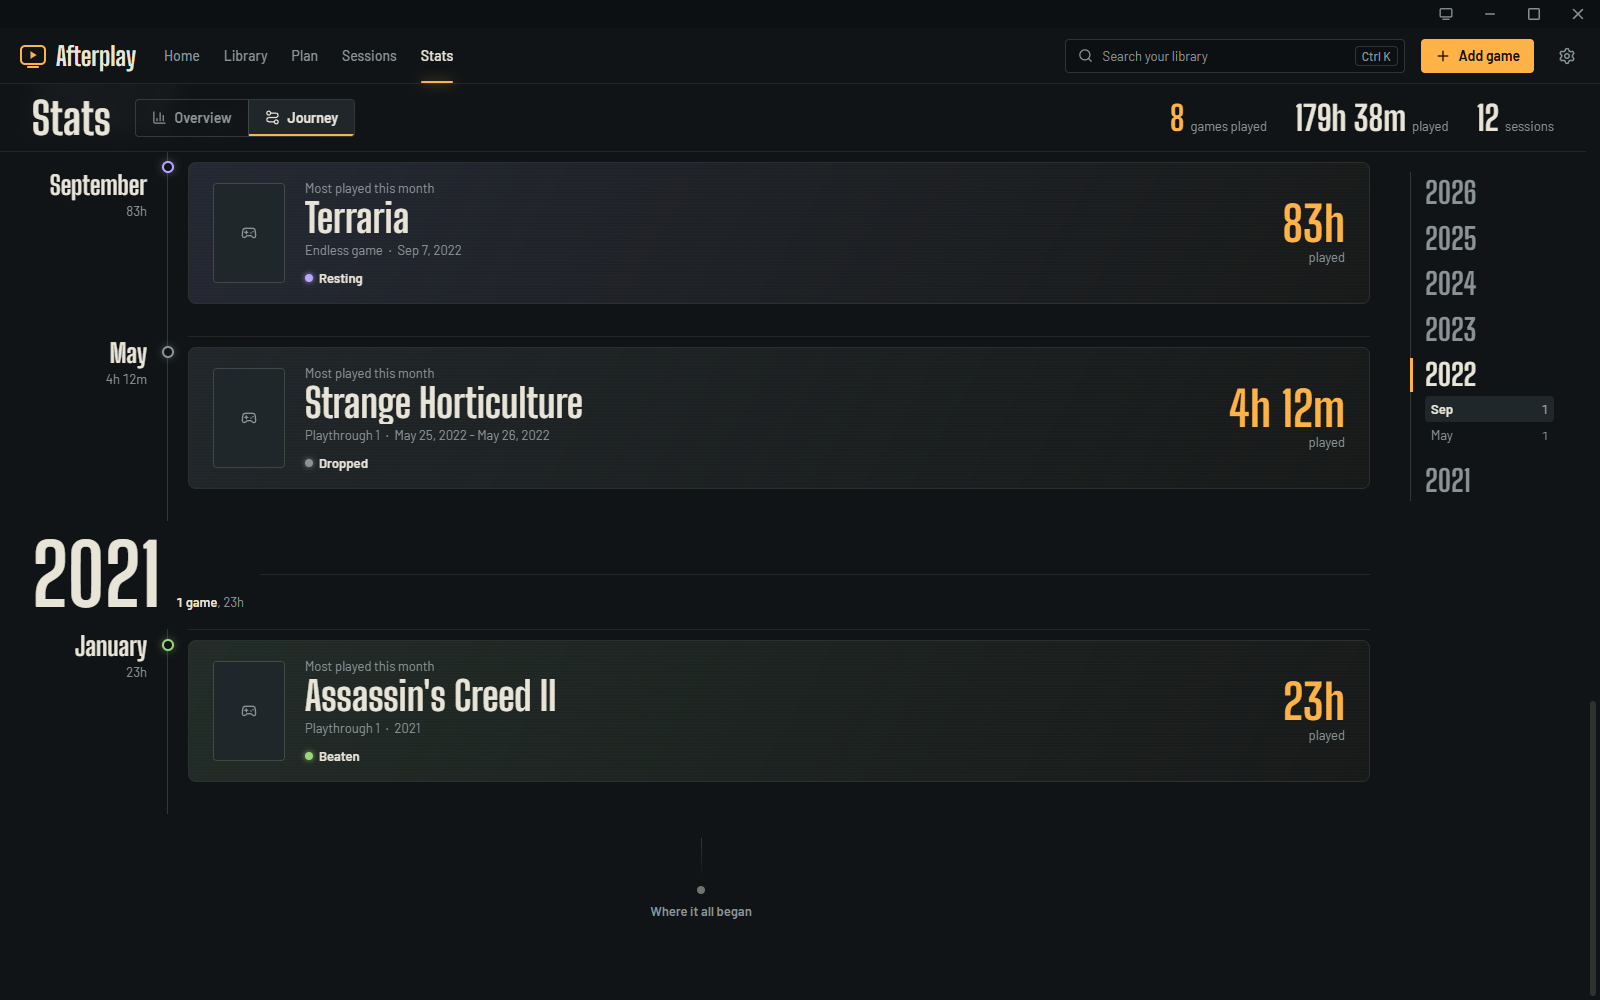 Afterplay
Home
Library
Plan
Sessions
Stats
Search your library
Ctrl K
Add game
Stats
Overview
Journey
8 games played
179h 38m played
12 sessions
September
83h
Most played this month
Terraria
Endless game · Sep 7, 2022
Resting
83h
played
May
4h 12m
Most played this month
Strange Horticulture
Playthrough 1 · May 25, 2022 - May 26, 2022
Dropped
4h 12m
played
2021
1 game, 23h
January
23h
Most played this month
Assassin's Creed II
Playthrough 1 · 2021
Beaten
23h
played
Where it all began
2026
2025
2024
2023
2022
Sep 1
May 1
2021